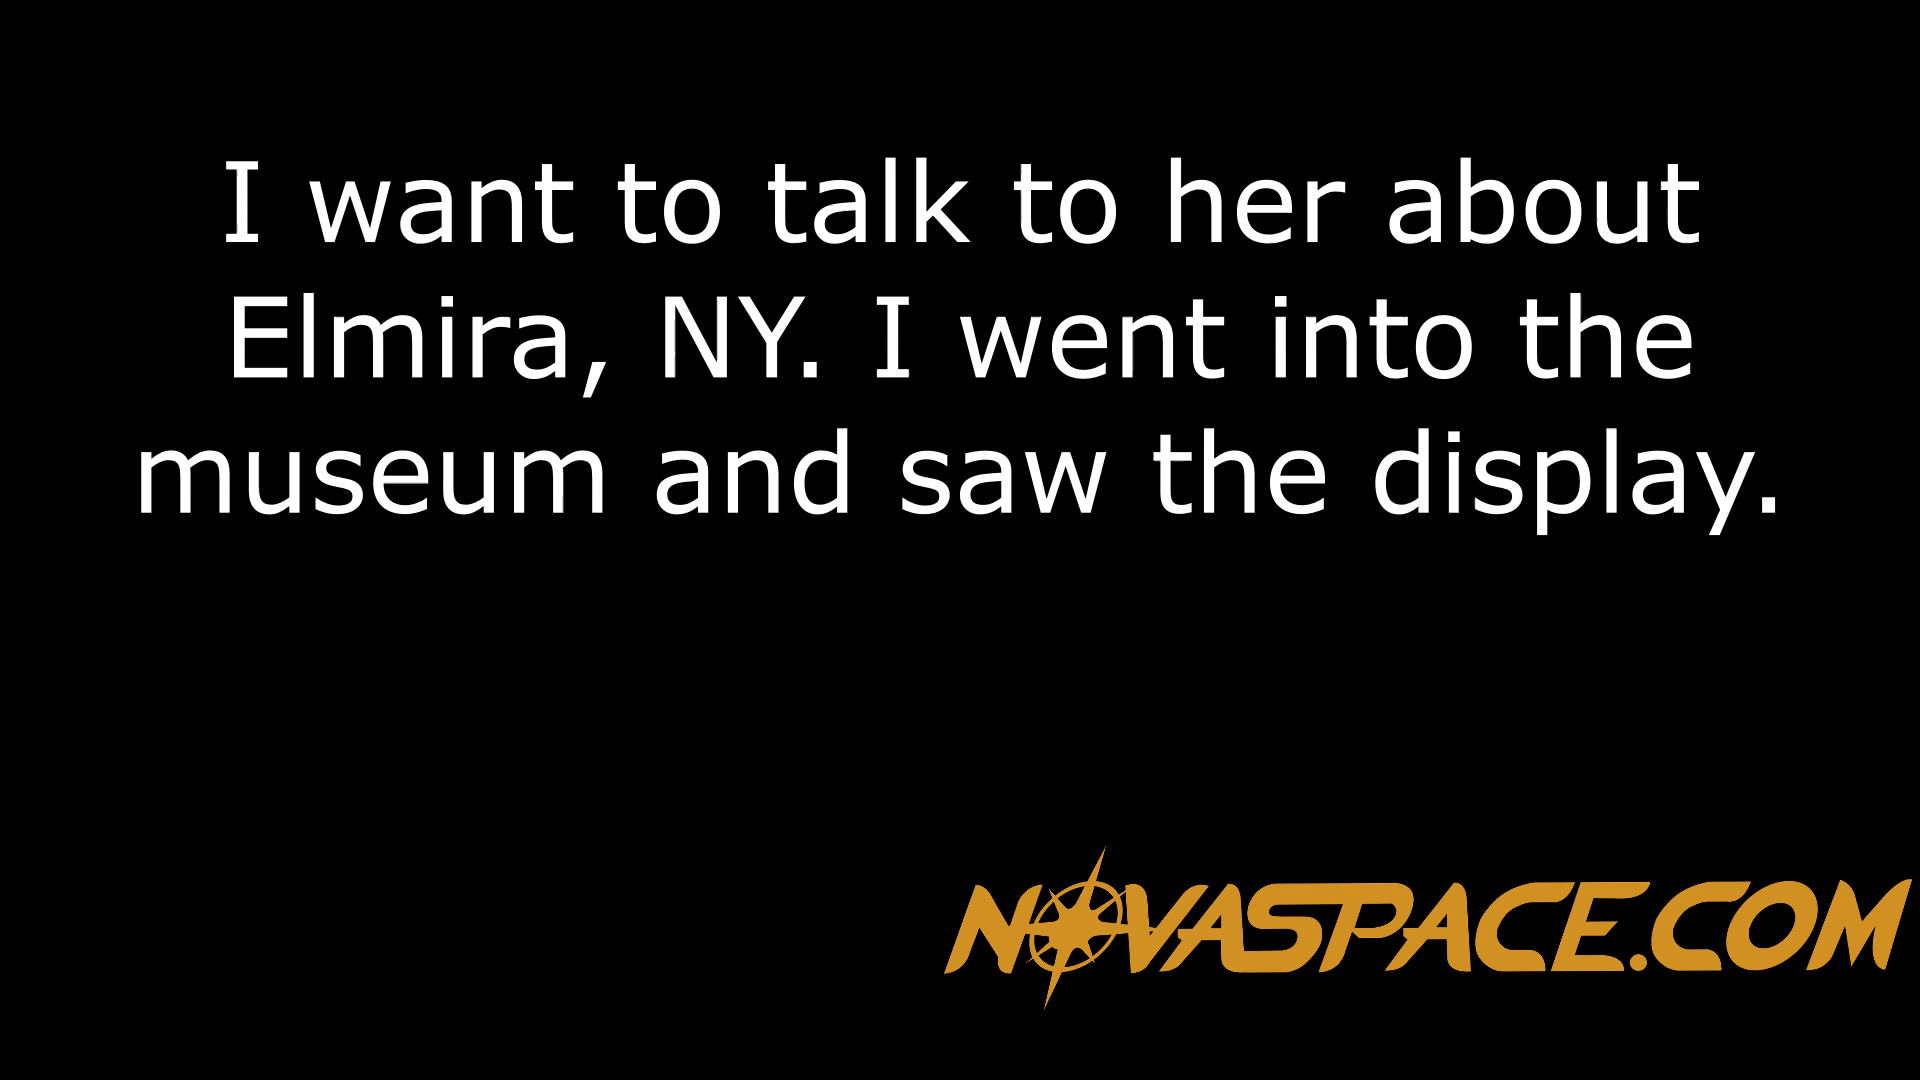 I want to talk to her about
Elmira, NY. I went into the
museum and saw the display.
NOVASPACE.COM